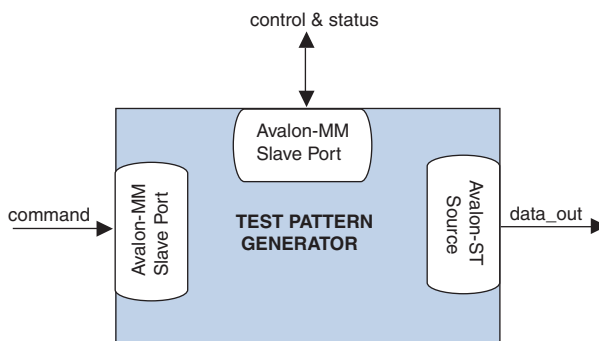 control & status
Avalon-MM
Slave Port
command
Avalon-MM
Slave Port
TEST PATTERN
GENERATOR
Avalon-ST
Source
data_out